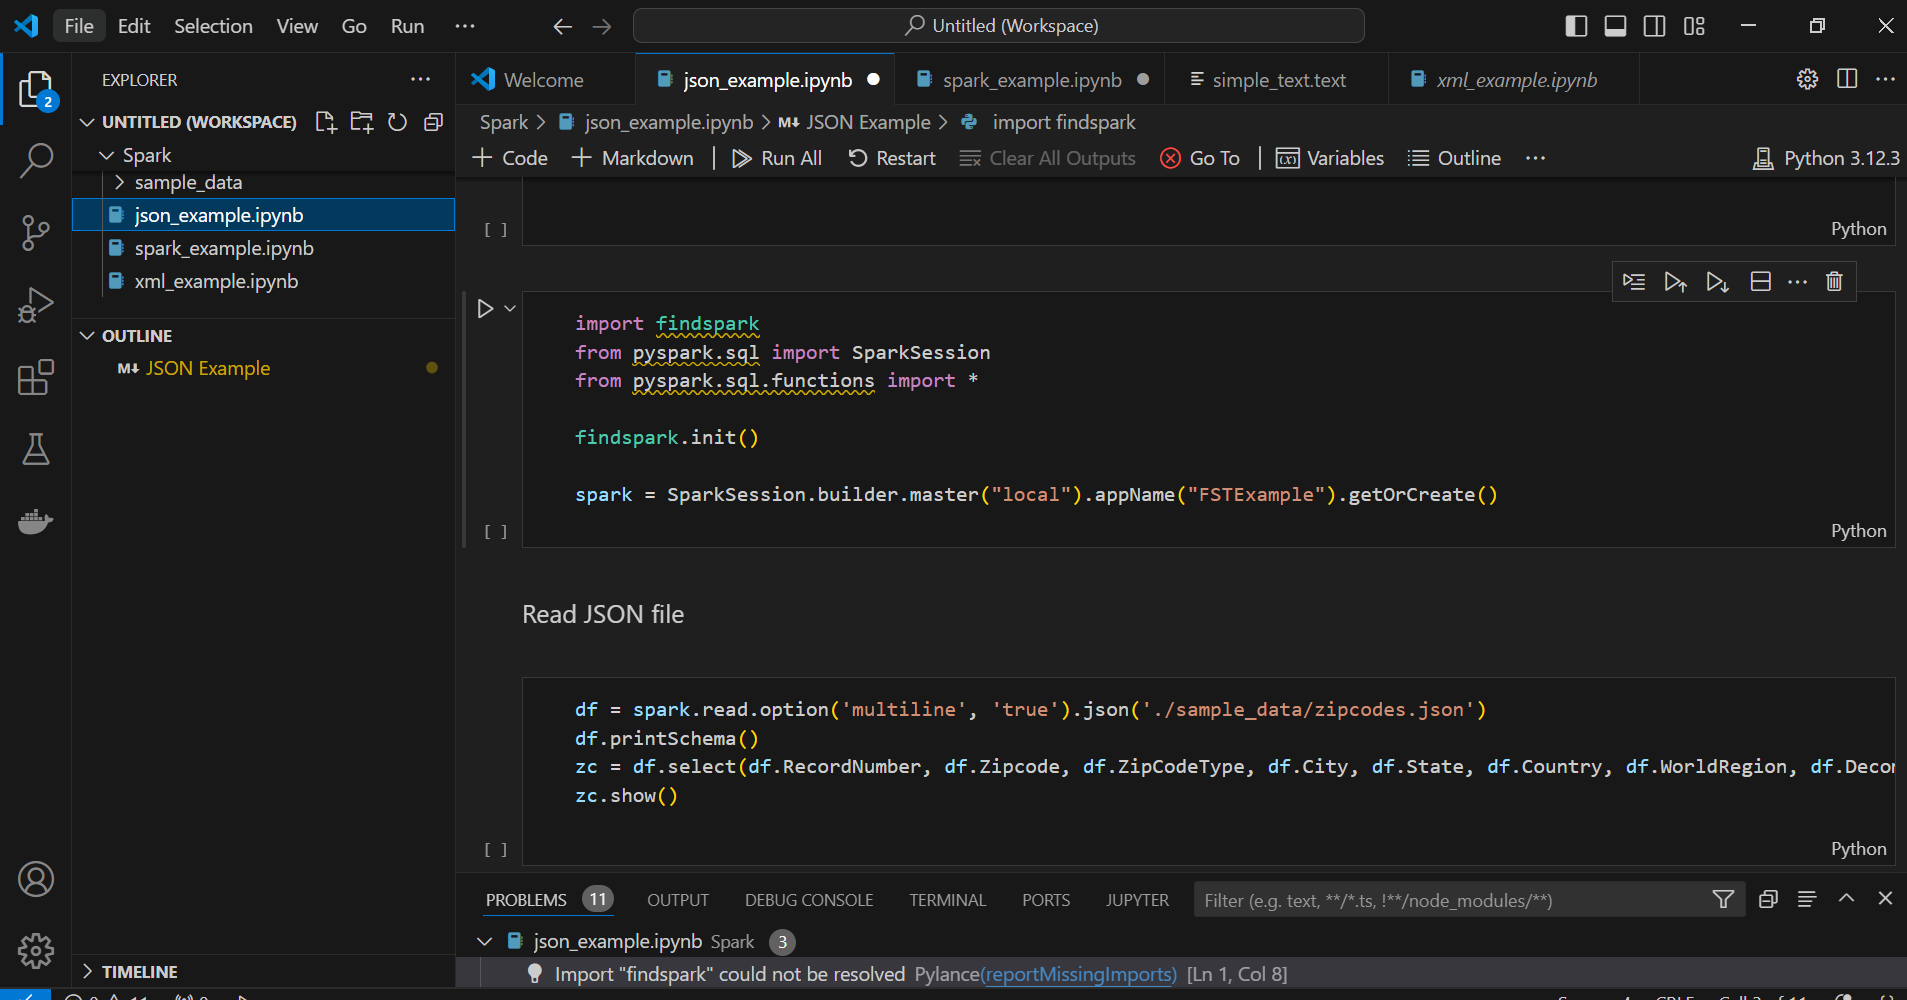 File Edit Selection View Go Run ··· Untitled (Workspace)
EXPLORER ···
UNTITLED (WORKSPACE)
Spark
sample_data
json_example.ipynb
spark_example.ipynb
xml_example.ipynb
OUTLINE
JSON Example
TIMELINE
2
Welcome json_example.ipynb spark_example.ipynb simple_text.text xml_example.ipynb
Spark > json_example.ipynb > M↓ JSON Example > import findspark
+ Code + Markdown | Run All Restart Clear All Outputs Go To | Variables Outline ··· Python 3.12.3
[ ] Python
import findspark
from pyspark.sql import SparkSession
from pyspark.sql.functions import *
findspark.init()
spark = SparkSession.builder.master("local").appName("FSTExample").getOrCreate()
[ ] Python
Read JSON file
df = spark.read.option('multiline', 'true').json('./sample_data/zipcodes.json')
df.printSchema()
zc = df.select(df.RecordNumber, df.Zipcode, df.ZipCodeType, df.City, df.State, df.Country, df.WorldRegion, df.Decor
zc.show()
[ ] Python
PROBLEMS 11 OUTPUT DEBUG CONSOLE TERMINAL PORTS JUPYTER Filter (e.g. text, **/*.ts, !**/node_modules/**)
json_example.ipynb Spark 3
Import "findspark" could not be resolved Pylance(reportMissingImports) [Ln 1, Col 8]